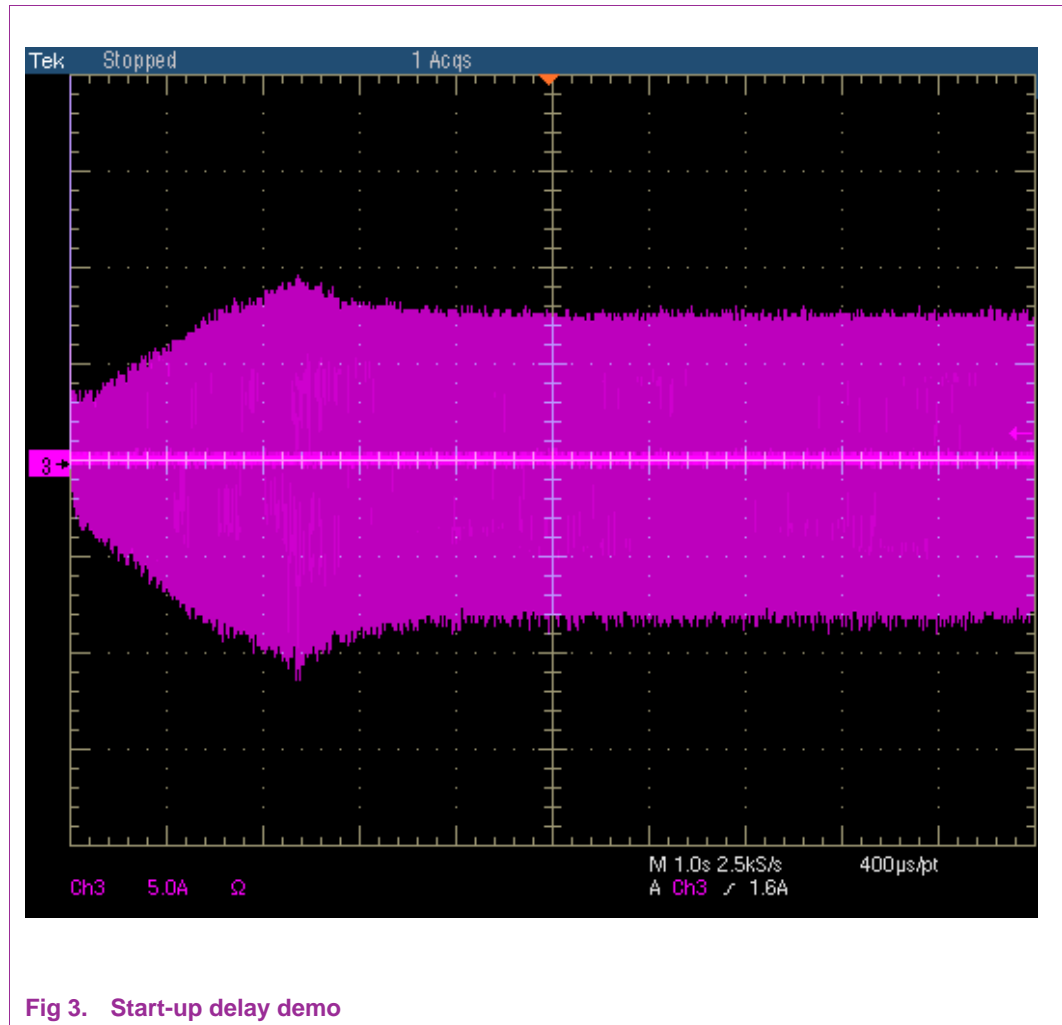 Tek Stopped 1 Acqs
3
M 1.0s 2.5kS/s 400µs/pt
Ch3 5.0A Ω A Ch3 ⁄ 1.6A
Fig 3. Start-up delay demo